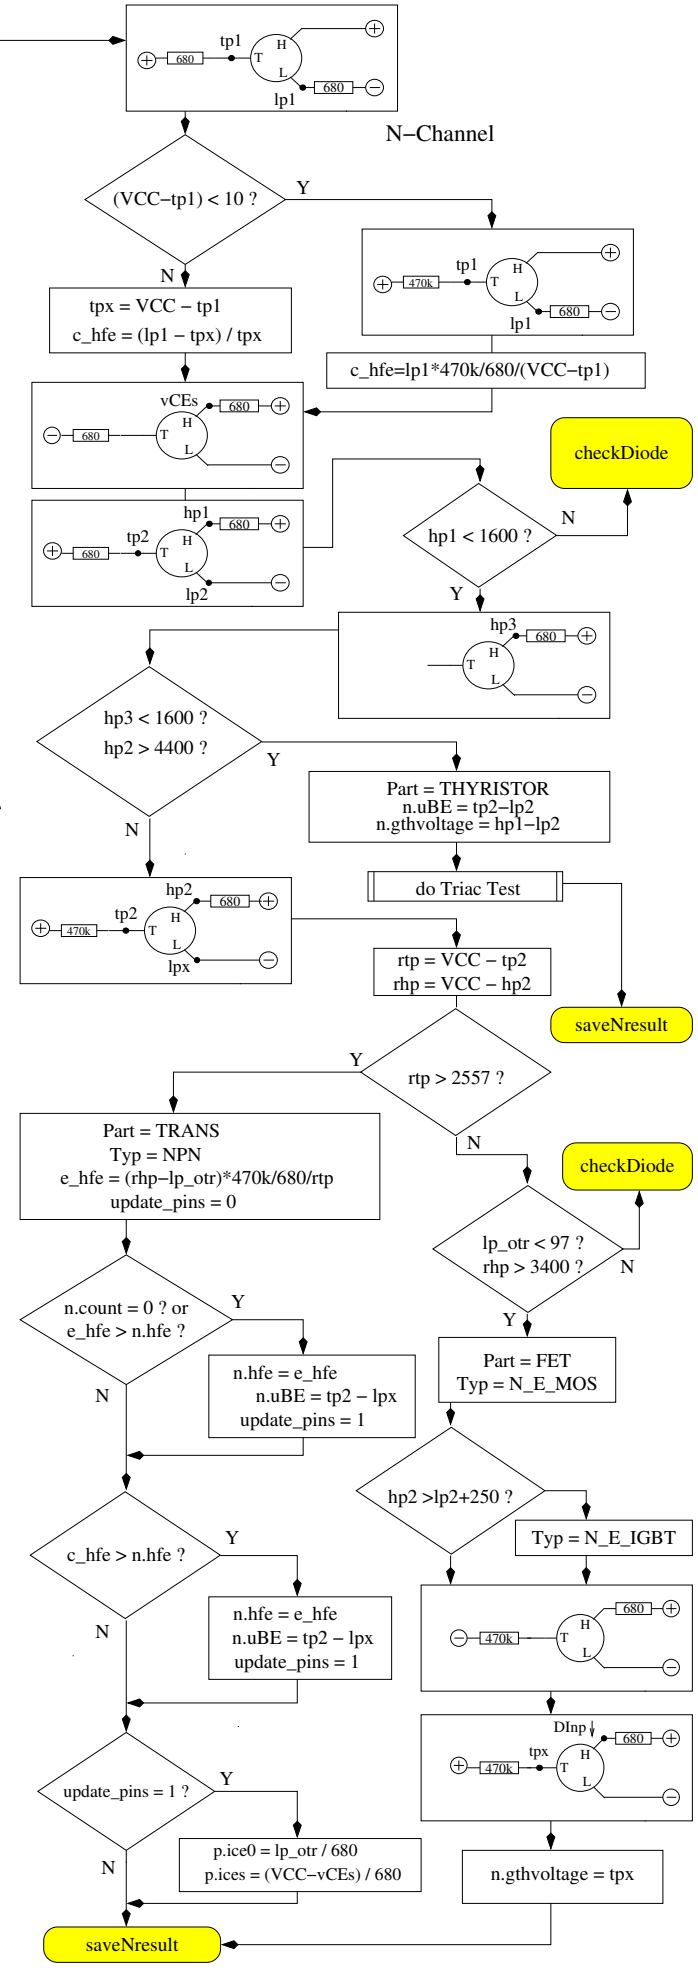 tp1
H
+
+
680
T
L
680
−
lp1
N−Channel
(VCC−tp1) < 10 ?
Y
N
tp1
H
+
+
470k
T
L
680
−
lp1
tpx = VCC − tp1
c_hfe = (lp1 − tpx) / tpx
c_hfe=lp1*470k/680/(VCC−tp1)
vCEs
H
680
+
−
680
T
L
−
checkDiode
hp1
H
680
+
tp2
+
680
T
L
−
lp2
hp1 < 1600 ?
N
Y
hp3
H
680
+
T
L
−
hp3 < 1600 ?
hp2 > 4400 ?
Y
N
Part = THYRISTOR
n.uBE = tp2−lp2
n.gthvoltage = hp1−lp2
do Triac Test
hp2
H
680
+
tp2
+
470k
T
L
−
lpx
rtp = VCC − tp2
rhp = VCC − hp2
saveNresult
rtp > 2557 ?
Y
N
Part = TRANS
Typ = NPN
e_hfe = (rhp−lp_otr)*470k/680/rtp
update_pins = 0
checkDiode
lp_otr < 97 ?
rhp > 3400 ?
N
Y
n.count = 0 ? or
e_hfe > n.hfe ?
Y
N
n.hfe = e_hfe
n.uBE = tp2 − lpx
update_pins = 1
Part = FET
Typ = N_E_MOS
hp2 >lp2+250 ?
Typ = N_E_IGBT
c_hfe > n.hfe ?
Y
N
n.hfe = e_hfe
n.uBE = tp2 − lpx
update_pins = 1
H
680
+
−
470k
T
L
−
DInp
H
680
+
tpx
+
470k
T
L
−
update_pins = 1 ?
Y
N
p.ice0 = lp_otr / 680
p.ices = (VCC−vCEs) / 680
n.gthvoltage = tpx
saveNresult